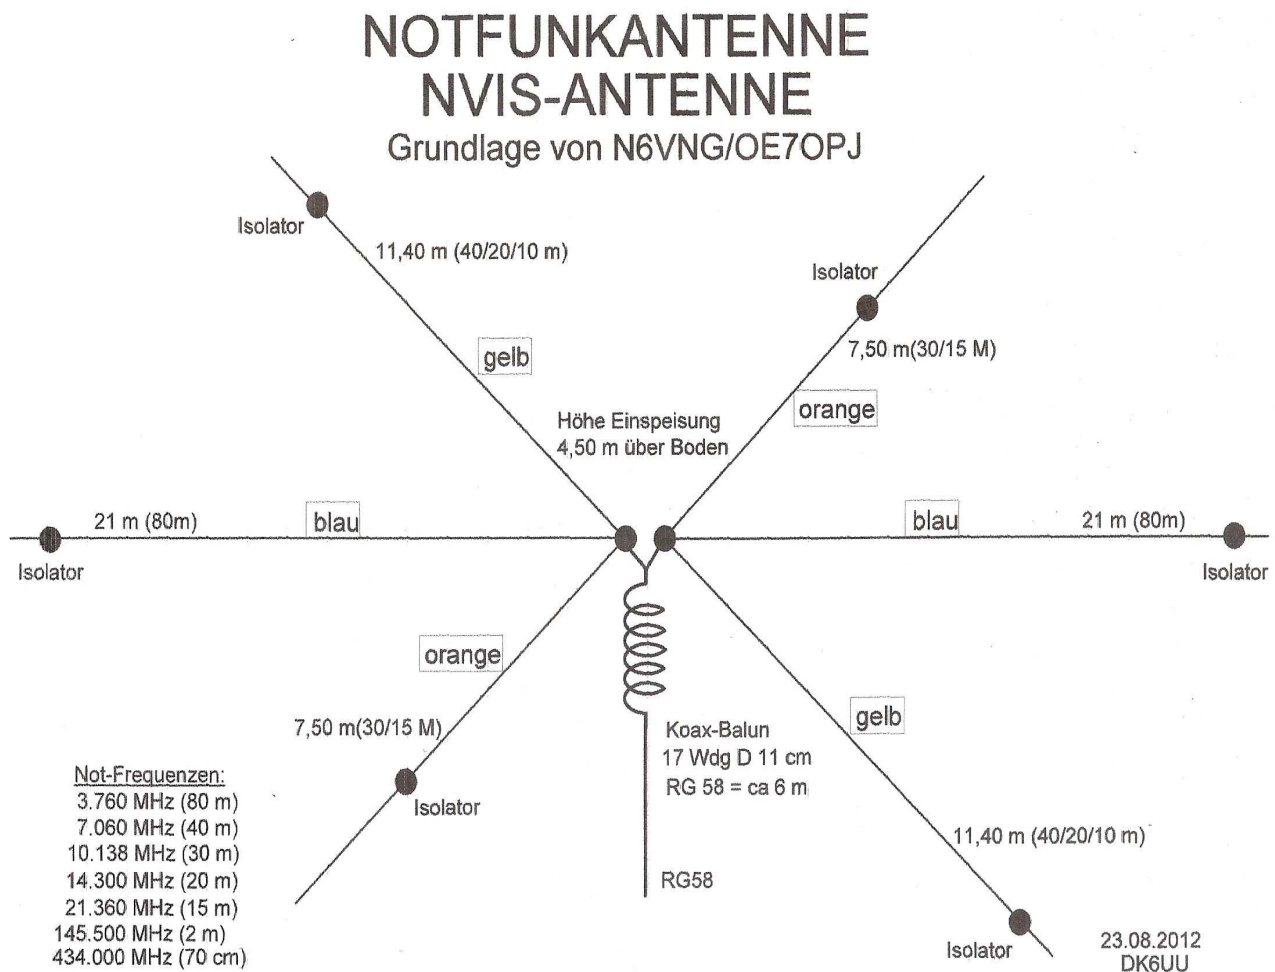 NOTFUNKANTENNE
NVIS-ANTENNE
Grundlage von N6VNG/OE7OPJ
Isolator
11,40 m (40/20/10 m)
Isolator
7,50 m(30/15 M)
gelb
orange
Höhe Einspeisung
4,50 m über Boden
21 m (80m)
blau
blau
21 m (80m)
Isolator
Isolator
orange
gelb
7,50 m(30/15 M)
Isolator
Koax-Balun
17 Wdg D 11 cm
RG 58 = ca 6 m
Not-Frequenzen:
3.760 MHz (80 m)
7.060 MHz (40 m)
10.138 MHz (30 m)
14.300 MHz (20 m)
21.360 MHz (15 m)
145.500 MHz (2 m)
434.000 MHz (70 cm)
RG58
11,40 m (40/20/10 m)
Isolator
23.08.2012
DK6UU